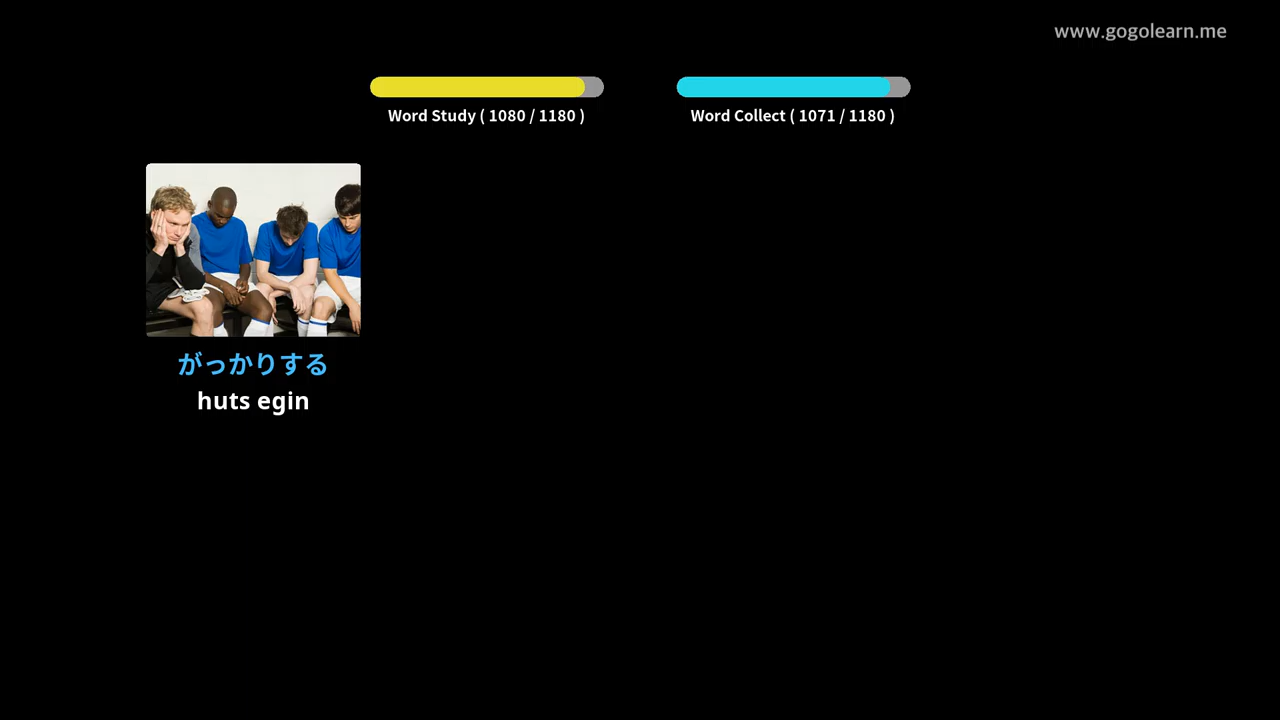 www.gogolearn.me
Word Study ( 1080 / 1180 )
Word Collect ( 1071 / 1180 )
がっかりする
huts egin